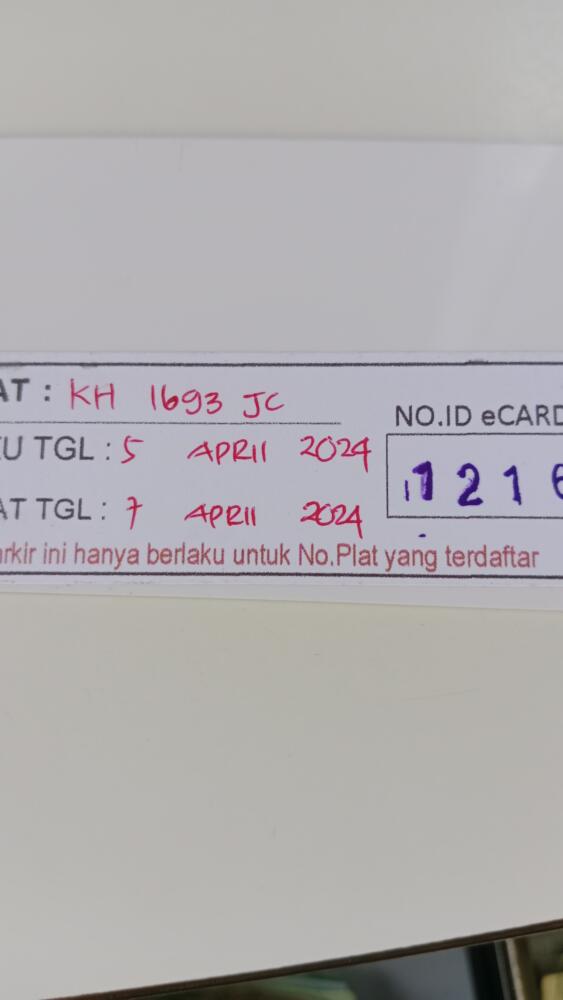 AT : KH 1693 JC
NO.ID eCARD
U TGL : 5 APRIL 2024
1216
AT TGL : 7 APRIL 2024
rkir ini hanya berlaku untuk No.Plat yang terdaftar